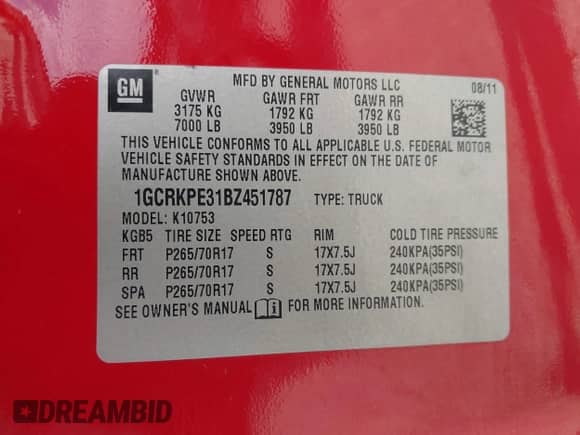 GM
MFD BY GENERAL MOTORS LLC
08/11
GVWR GAWR FRT GAWR RR
3175 KG 1792 KG 1792 KG
7000 LB 3950 LB 3950 LB
THIS VEHICLE CONFORMS TO ALL APPLICABLE U.S. FEDERAL MOTOR
VEHICLE SAFETY STANDARDS IN EFFECT ON THE DATE OF
MANUFACTURE SHOWN ABOVE.
1GCRKPE31BZ451787 TYPE: TRUCK
MODEL: K10753
KGB5 TIRE SIZE SPEED RTG RIM COLD TIRE PRESSURE
FRT P265/70R17 S 17X7.5J 240KPA(35PSI)
RR P265/70R17 S 17X7.5J 240KPA(35PSI)
SPA P265/70R17 S 17X7.5J 240KPA(35PSI)
SEE OWNER'S MANUAL FOR MORE INFORMATION.
DREAMBID